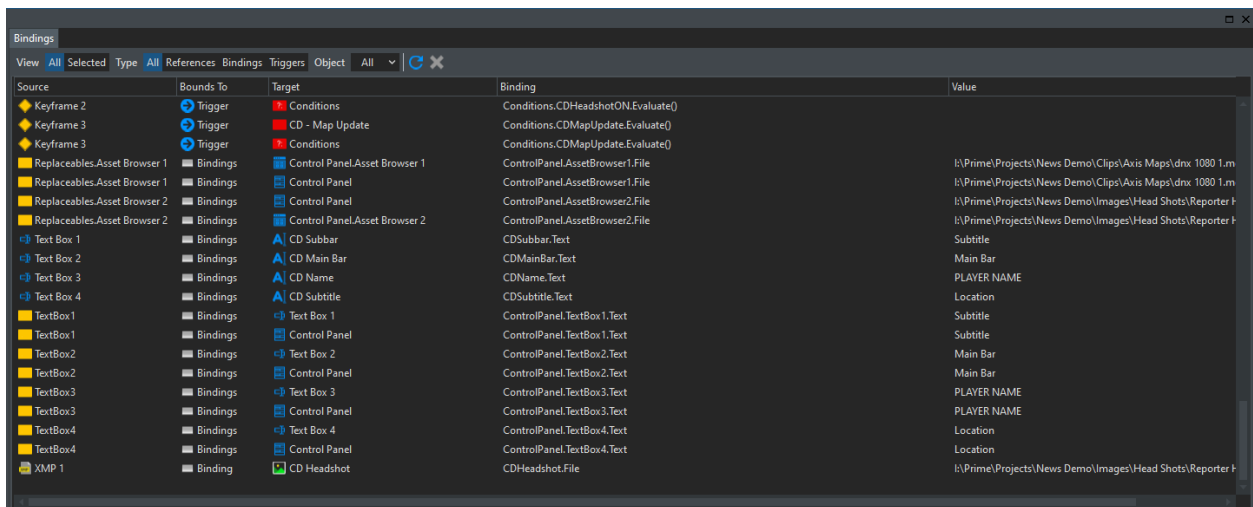 Bindings
View All Selected Type All References Bindings Triggers Object All
Source Bounds To Target Binding Value
Keyframe 2 Trigger Conditions Conditions.CDHeadshotON.Evaluate()
Keyframe 3 Trigger CD - Map Update Conditions.CDMapUpdate.Evaluate()
Keyframe 3 Trigger Conditions Conditions.CDMapUpdate.Evaluate()
Replaceables.Asset Browser 1 Bindings Control Panel.Asset Browser 1 ControlPanel.AssetBrowser1.File I:\Prime\Projects\News Demo\Clips\Axis Maps\dnx 1080 1.m
Replaceables.Asset Browser 1 Bindings Control Panel ControlPanel.AssetBrowser1.File I:\Prime\Projects\News Demo\Clips\Axis Maps\dnx 1080 1.m
Replaceables.Asset Browser 2 Bindings Control Panel ControlPanel.AssetBrowser2.File I:\Prime\Projects\News Demo\Images\Head Shots\Reporter H
Replaceables.Asset Browser 2 Bindings Control Panel.Asset Browser 2 ControlPanel.AssetBrowser2.File I:\Prime\Projects\News Demo\Images\Head Shots\Reporter H
Text Box 1 Bindings CD Subbar CDSubbar.Text Subtitle
Text Box 2 Bindings CD Main Bar CDMainBar.Text Main Bar
Text Box 3 Bindings CD Name CDName.Text PLAYER NAME
Text Box 4 Bindings CD Subtitle CDSubtitle.Text Location
TextBox1 Bindings Text Box 1 ControlPanel.TextBox1.Text Subtitle
TextBox1 Bindings Control Panel ControlPanel.TextBox1.Text Subtitle
TextBox2 Bindings Text Box 2 ControlPanel.TextBox2.Text Main Bar
TextBox2 Bindings Control Panel ControlPanel.TextBox2.Text Main Bar
TextBox3 Bindings Text Box 3 ControlPanel.TextBox3.Text PLAYER NAME
TextBox3 Bindings Control Panel ControlPanel.TextBox3.Text PLAYER NAME
TextBox4 Bindings Text Box 4 ControlPanel.TextBox4.Text Location
TextBox4 Bindings Control Panel ControlPanel.TextBox4.Text Location
XMP 1 Binding CD Headshot CDHeadshot.File I:\Prime\Projects\News Demo\Images\Head Shots\Reporter H